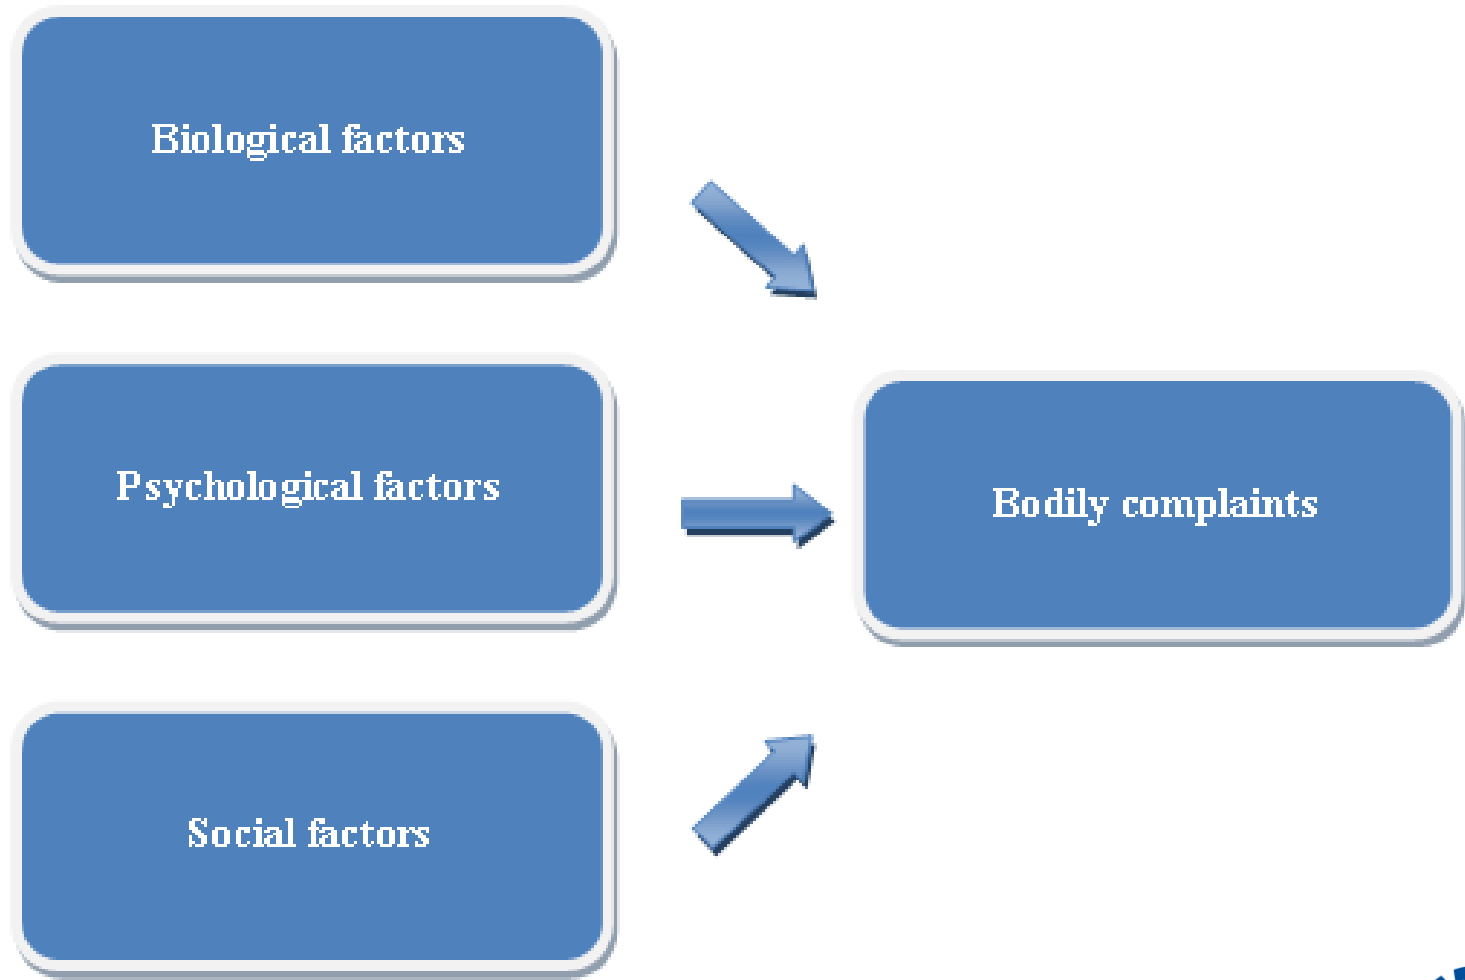 Biological factors
Psychological factors
Bodily complaints
Social factors